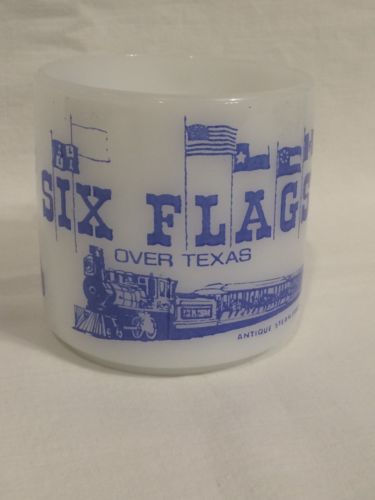 SIX FLAGS
OVER TEXAS
ANTIQUE STEAM